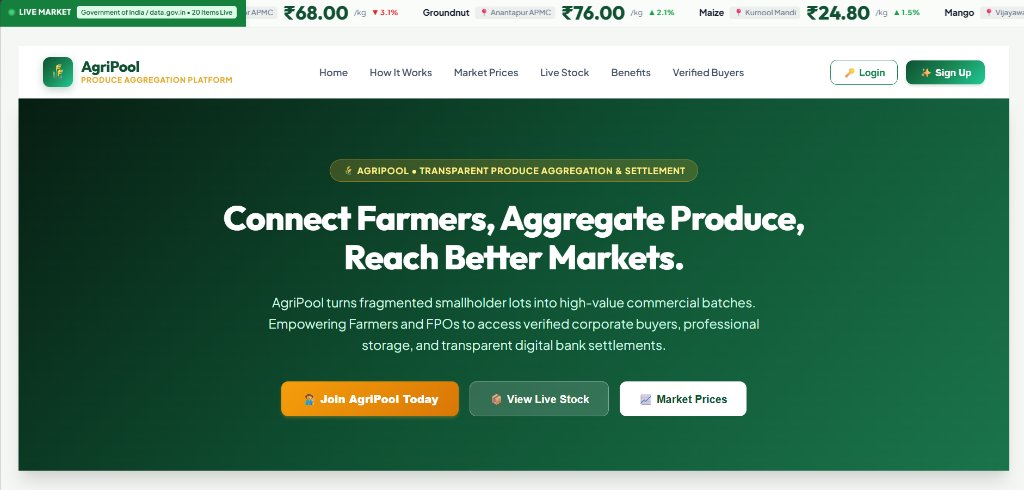 LIVE MARKET Government of India / data.gov.in • 20 Items Live APMC ₹68.00 /kg ▼ 3.1% Groundnut Anantapur APMC ₹76.00 /kg ▲ 2.1% Maize Kurnool Mandi ₹24.80 /kg ▲ 1.5% Mango
AgriPool
PRODUCE AGGREGATION PLATFORM
Home How It Works Market Prices Live Stock Benefits Verified Buyers Login Sign Up
AGRIPOOL • TRANSPARENT PRODUCE AGGREGATION & SETTLEMENT
Connect Farmers, Aggregate Produce,
Reach Better Markets.
AgriPool turns fragmented smallholder lots into high-value commercial batches.
Empowering Farmers and FPOs to access verified corporate buyers, professional
storage, and transparent digital bank settlements.
Join AgriPool Today View Live Stock Market Prices